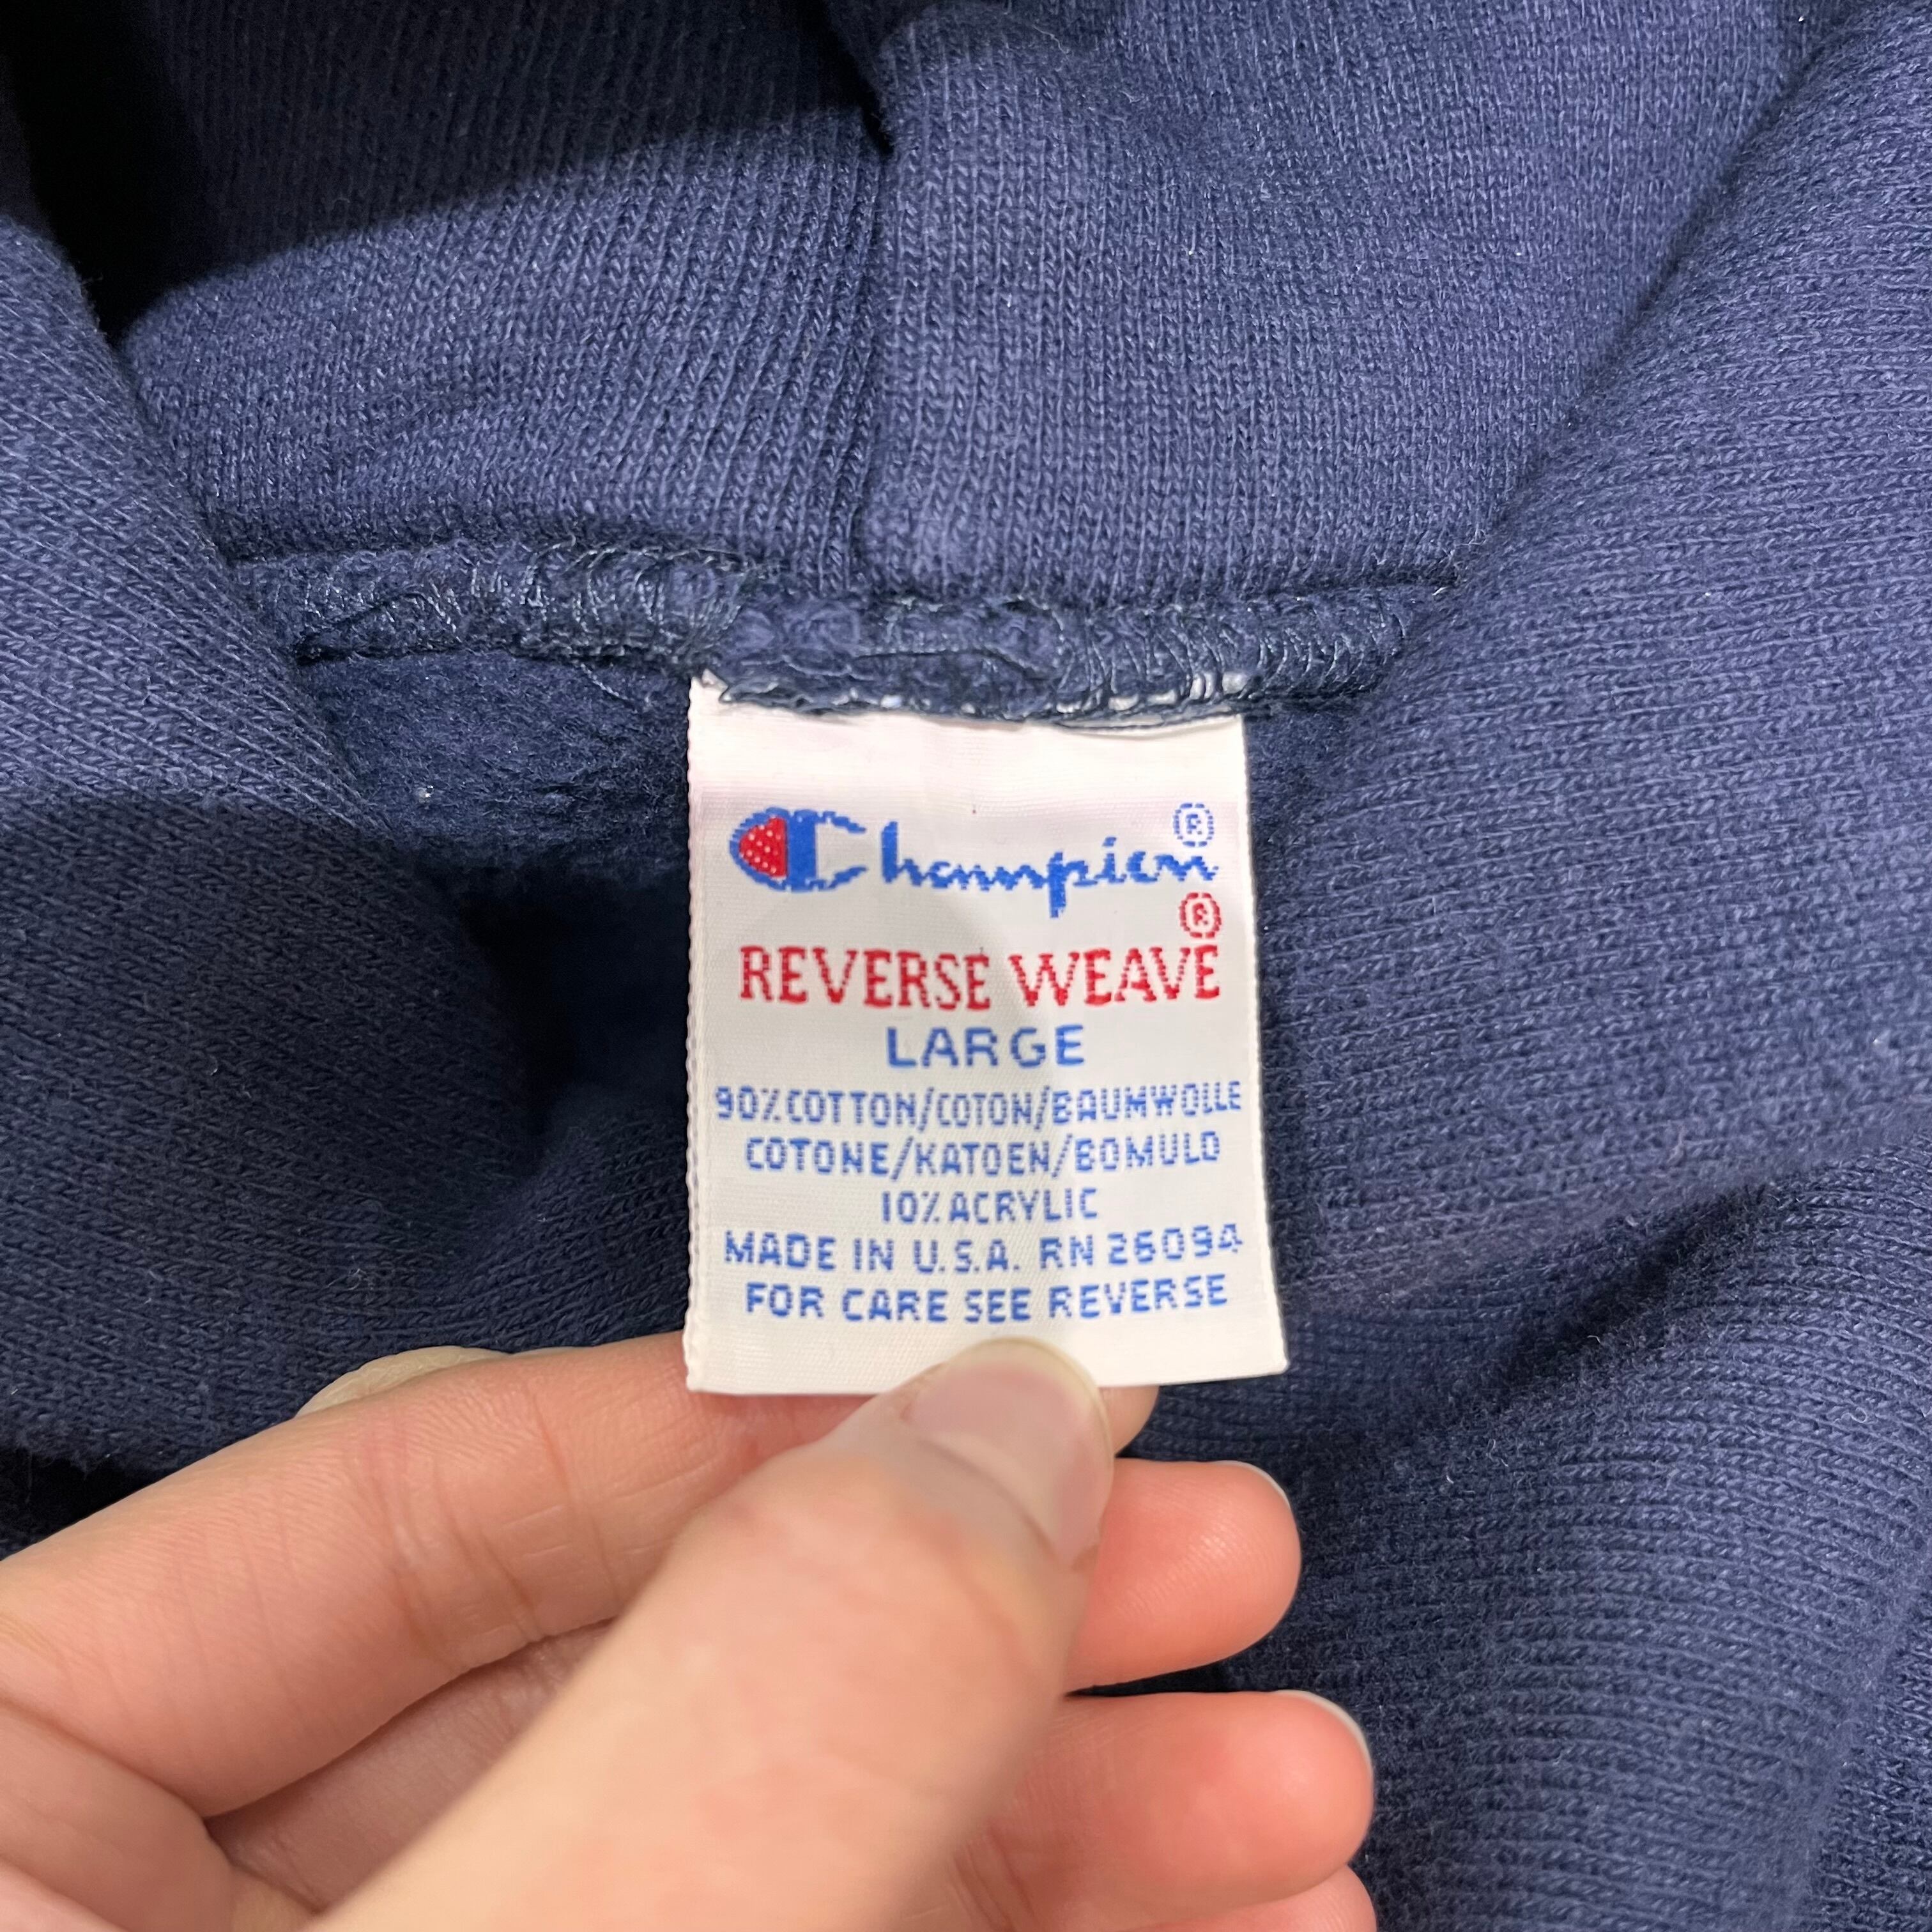 Champion ®
®
REVERSE WEAVE
LARGE
90% COTTON/COTON/BAUMWOLLE
COTONE/KATOEN/BOMULD
10% ACRYLIC
MADE IN U.S.A. RN 26094
FOR CARE SEE REVERSE